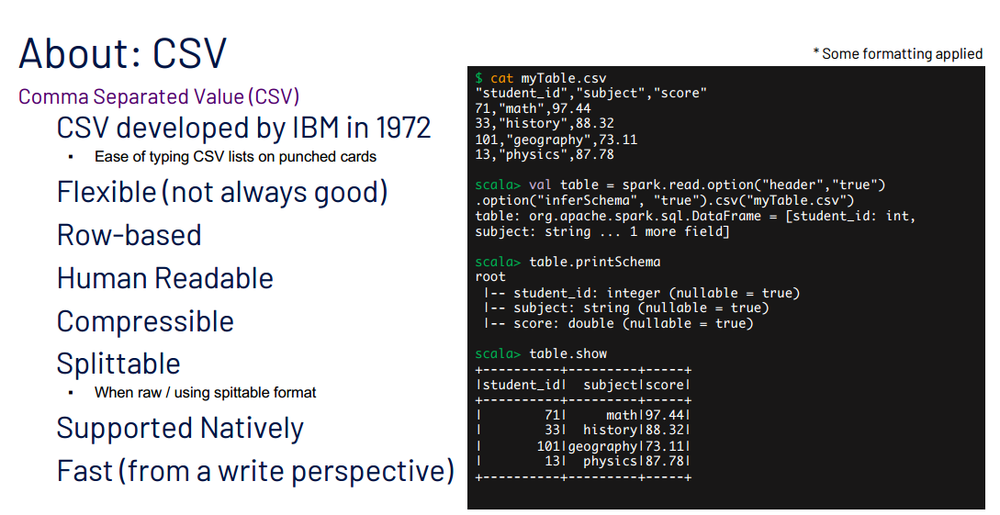 About: CSV
Comma Separated Value (CSV)
CSV developed by IBM in 1972
▪ Ease of typing CSV lists on punched cards
Flexible (not always good)
Row-based
Human Readable
Compressible
Splittable
▪ When raw / using spittable format
Supported Natively
Fast (from a write perspective)
* Some formatting applied
$ cat myTable.csv
"student_id","subject","score"
71,"math",97.44
33,"history",88.32
101,"geography",73.11
13,"physics",87.78
scala> val table = spark.read.option("header","true")
.option("inferSchema", "true").csv("myTable.csv")
table: org.apache.spark.sql.DataFrame = [student_id: int,
subject: string ... 1 more field]
scala> table.printSchema
root
|-- student_id: integer (nullable = true)
|-- subject: string (nullable = true)
|-- score: double (nullable = true)
scala> table.show
+----------+---------+-----+
|student_id|  subject|score|
+----------+---------+-----+
|        71|     math|97.44|
|        33|  history|88.32|
|       101|geography|73.11|
|        13|  physics|87.78|
+----------+---------+-----+